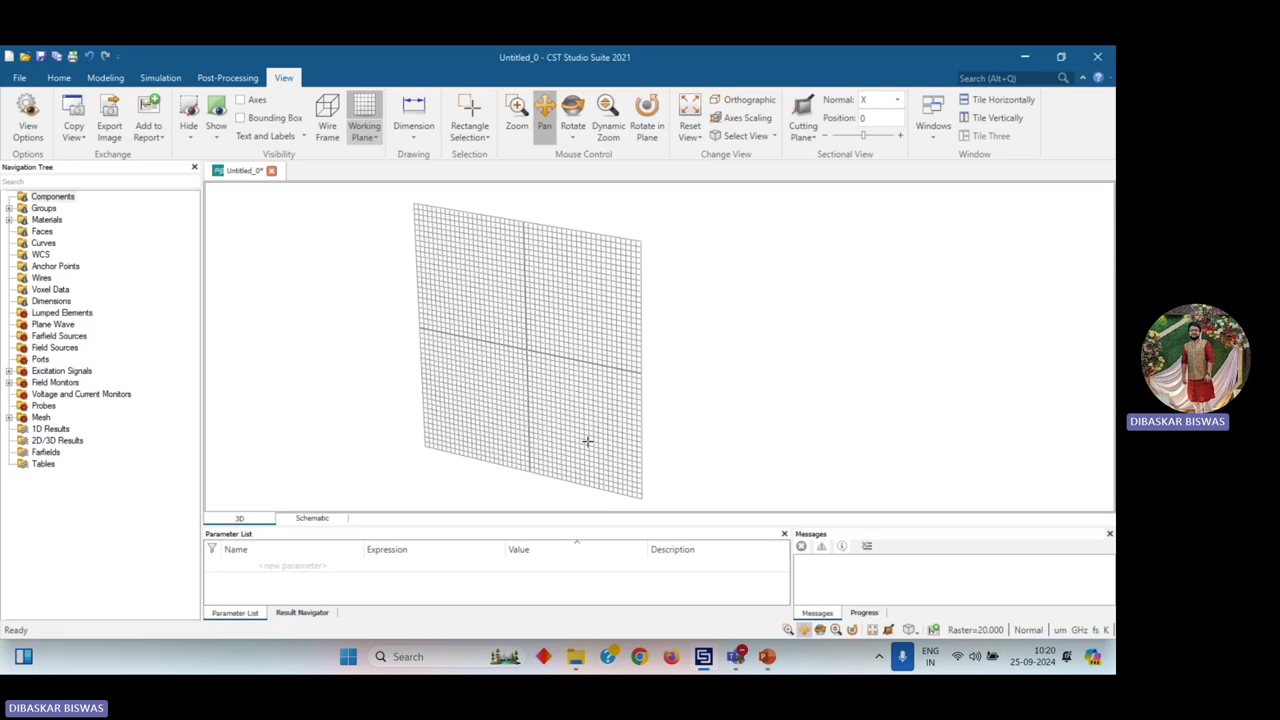 Untitled_0 - CST Studio Suite 2021
File Home Modeling Simulation Post-Processing View Search (Alt+Q)
View Options
Copy View
Export Image
Add to Report
Hide
Show
Axes
Bounding Box
Text and Labels
Wire Frame
Working Plane
Dimension
Rectangle Selection
Zoom
Pan
Rotate
Dynamic Zoom
Rotate in Plane
Reset View
Orthographic
Axes Scaling
Select View
Cutting Plane
Normal: X
Position: 0
Windows
Tile Horizontally
Tile Vertically
Tile Three
Options Exchange Visibility Drawing Selection Mouse Control Change View Sectional View Window
Navigation Tree
Search
Untitled_0*
Components
Groups
Materials
Faces
Curves
WCS
Anchor Points
Wires
Voxel Data
Dimensions
Lumped Elements
Plane Wave
Farfield Sources
Field Sources
Ports
Excitation Signals
Field Monitors
Voltage and Current Monitors
Probes
Mesh
1D Results
2D/3D Results
Farfields
Tables
3D Schematic
Parameter List
Name Expression Value Description
<new parameter>
Parameter List Result Navigator
Messages
Messages Progress
Ready
Raster=20.000 Normal um GHz fs K
Search
ENG
IN
10:20
25-09-2024
DIBASKAR BISWAS
DIBASKAR BISWAS